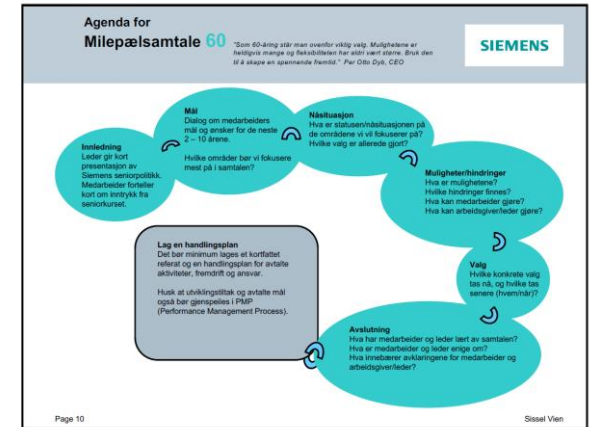 Agenda for
Milepælsamtale 60
"Som 60-åring står man ovenfor viktig valg. Mulighetene er
heldigvis mange og fleksibiliteten har aldri vært større. Bruk den
til å skape en spennende fremtid." Per Otto Dyb, CEO
SIEMENS
Innledning
Leder gir kort
presentasjon av
Siemens seniorpolitikk.
Medarbeider forteller
kort om inntrykk fra
seniorkurset.
Mål
Dialog om medarbeiders
mål og ønsker for de neste
2 – 10 årene.
Hvilke områder bør vi fokusere
mest på i samtalen?
Nåsituasjon
Hva er statusen/nåsituasjonen på
de områdene vi vil fokuserer på?
Hvilke valg er allerede gjort?
Muligheter/hindringer
Hva er mulighetene?
Hvilke hindringer finnes?
Hva kan medarbeider gjøre?
Hva kan arbeidsgiver/leder gjøre?
Valg
Hvilke konkrete valg
tas nå, og hvilke tas
senere (hvem/når)?
Avslutning
Hva har medarbeider og leder lært av samtalen?
Hva er medarbeider og leder enige om?
Hva innebærer avklaringene for medarbeider og
arbeidsgiver/leder?
Lag en handlingsplan
Det bør minimum lages et kortfattet
referat og en handlingsplan for avtalte
aktiviteter, fremdrift og ansvar.
Husk at utviklingstiltak og avtalte mål
også bør gjenspeiles i PMP
(Performance Management Process).
Page 10
Sissel Vien